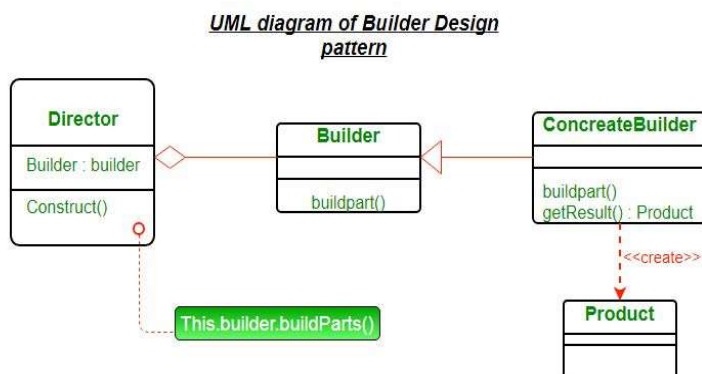 UML diagram of Builder Design
pattern
Director
Builder : builder
Construct()
Builder
buildpart()
ConcreateBuilder
buildpart()
getResult() : Product
<<create>>
This.builder.buildParts()
Product